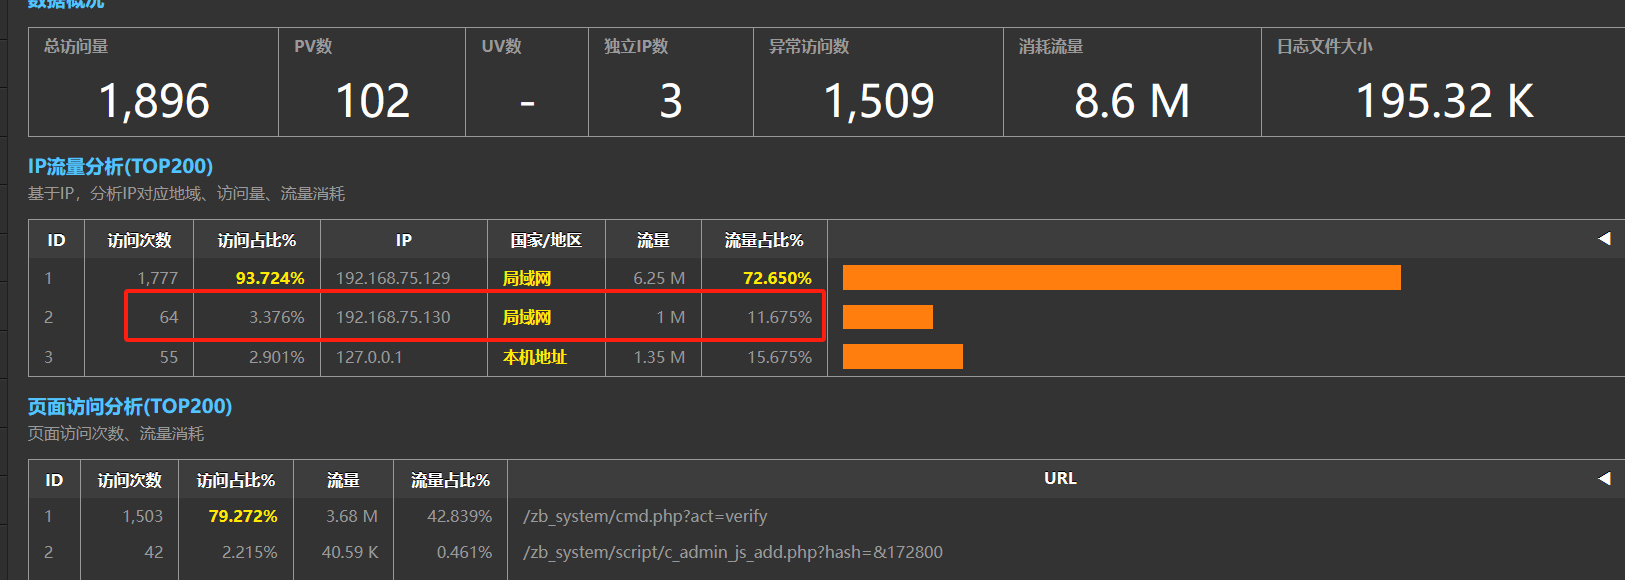 数据概况
总访问量 PV数 UV数 独立IP数 异常访问数 消耗流量 日志文件大小
1,896 102 - 3 1,509 8.6 M 195.32 K
IP流量分析(TOP200)
基于IP，分析IP对应地域、访问量、流量消耗
ID 访问次数 访问占比% IP 国家/地区 流量 流量占比% ◀
1 1,777 93.724% 192.168.75.129 局域网 6.25 M 72.650%
2 64 3.376% 192.168.75.130 局域网 1 M 11.675%
3 55 2.901% 127.0.0.1 本机地址 1.35 M 15.675%
页面访问分析(TOP200)
页面访问次数、流量消耗
ID 访问次数 访问占比% 流量 流量占比% URL ◀
1 1,503 79.272% 3.68 M 42.839% /zb_system/cmd.php?act=verify
2 42 2.215% 40.59 K 0.461% /zb_system/script/c_admin_js_add.php?hash=&172800